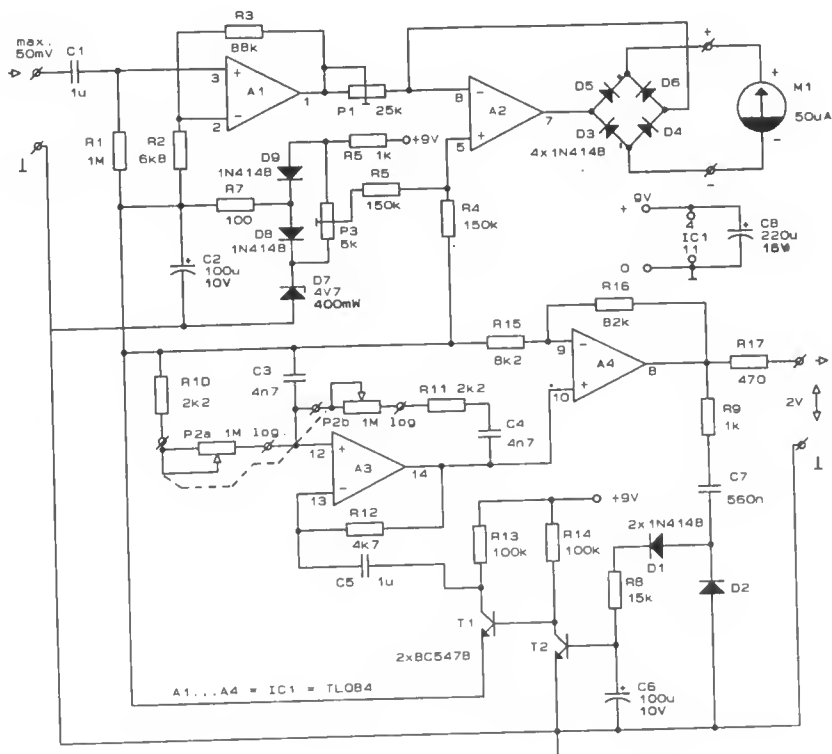 R3
88k
max.
50mV
C1
1u
3
+
A1
1
2
−
P1
25k
8
−
A2
7
5
+
D5
D6
D3
D4
4x1N4148
+
+
M1
50uA
−
−
R1
1M
R2
6k8
D9
1N4148
R5
1k
+9V
R7
100
R5
150k
P3
5k
D8
1N4148
R4
150k
C2
100u
10V
D7
4V7
400mW
+
9V
4
IC1
11
0
C8
220u
16V
R16
82k
R15
8k2
9
−
A4
8
10
+
R17
470
2V
R9
1k
C7
560n
R10
2k2
C3
4n7
P2b
1M
log
R11
2k2
C4
4n7
P2a
1M
log.
12
+
A3
14
13
−
R12
4k7
C5
1u
R13
100k
R14
100k
+9V
2x1N4148
D1
R8
15k
D2
T1
T2
2xBC547B
C6
100u
10V
A1...A4 = IC1 = TL084